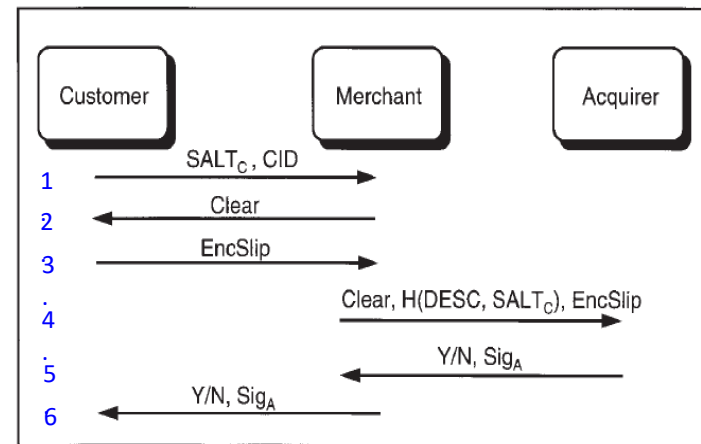 Customer Merchant Acquirer
SALTC, CID
1
Clear
2
EncSlip
3
.
Clear, H(DESC, SALTC), EncSlip
4
.
Y/N, SigA
5
Y/N, SigA
6